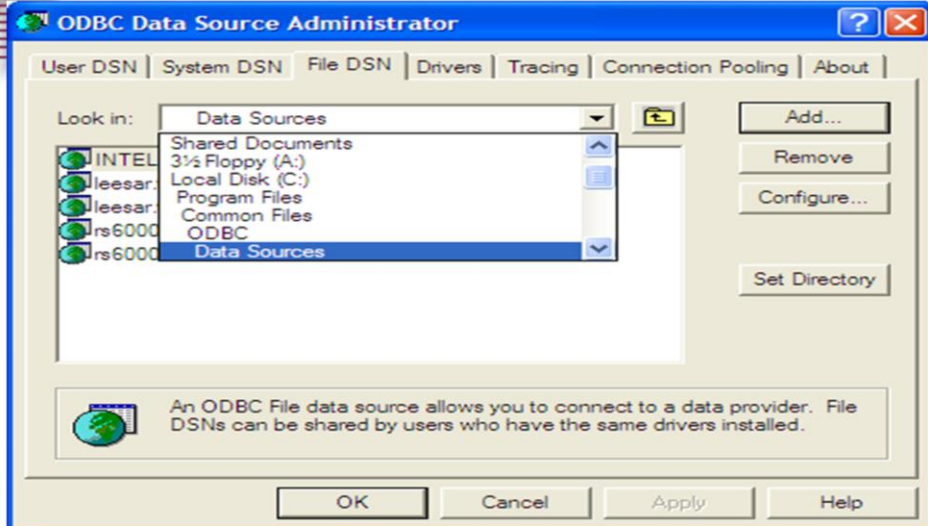 ODBC Data Source Administrator
User DSN System DSN File DSN Drivers Tracing Connection Pooling About
Look in: Data Sources
Add...
Shared Documents
INTEL
3½ Floppy (A:)
Remove
leesar.
Local Disk (C:)
Program Files
Configure...
leesar.
Common Files
rs6000
ODBC
rs6000
Data Sources
Set Directory
An ODBC File data source allows you to connect to a data provider. File
DSNs can be shared by users who have the same drivers installed.
OK Cancel Apply Help